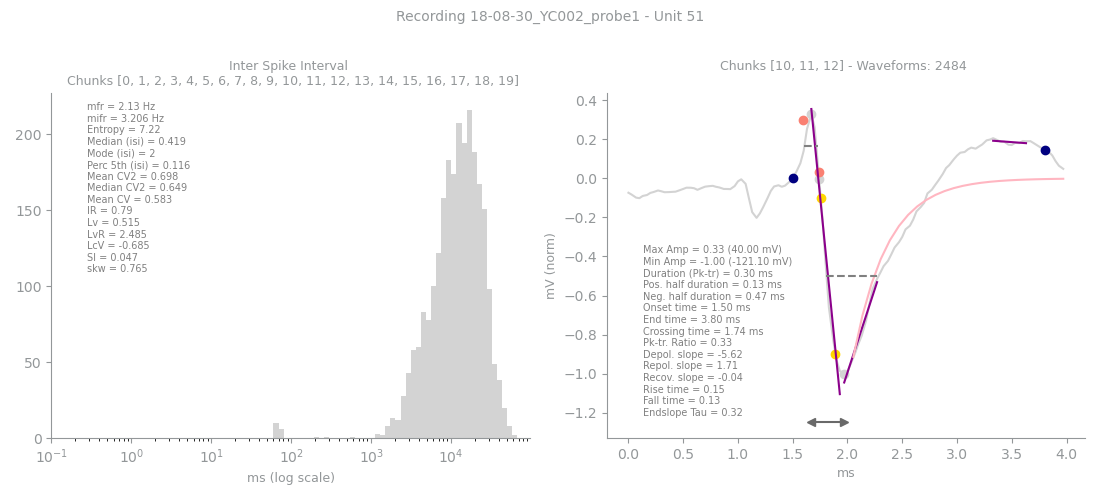 Recording 18-08-30_YC002_probe1 - Unit 51
Inter Spike Interval
Chunks [0, 1, 2, 3, 4, 5, 6, 7, 8, 9, 10, 11, 12, 13, 14, 15, 16, 17, 18, 19]
mfr = 2.13 Hz
mifr = 3.206 Hz
Entropy = 7.22
Median (isi) = 0.419
Mode (isi) = 2
Perc 5th (isi) = 0.116
Mean CV2 = 0.698
Median CV2 = 0.649
Mean CV = 0.583
IR = 0.79
Lv = 0.515
LvR = 2.485
LcV = -0.685
SI = 0.047
skw = 0.765
200
150
100
50
0
10⁻¹ 10⁰ 10¹ 10² 10³ 10⁴
ms (log scale)
Chunks [10, 11, 12] - Waveforms: 2484
mV (norm)
0.4
0.2
0.0
−0.2
−0.4
−0.6
−0.8
−1.0
−1.2
Max Amp = 0.33 (40.00 mV)
Min Amp = -1.00 (-121.10 mV)
Duration (Pk-tr) = 0.30 ms
Pos. half duration = 0.13 ms
Neg. half duration = 0.47 ms
Onset time = 1.50 ms
End time = 3.80 ms
Crossing time = 1.74 ms
Pk-tr. Ratio = 0.33
Depol. slope = -5.62
Repol. slope = 1.71
Recov. slope = -0.04
Rise time = 0.15
Fall time = 0.13
Endslope Tau = 0.32
0.0 0.5 1.0 1.5 2.0 2.5 3.0 3.5 4.0
ms